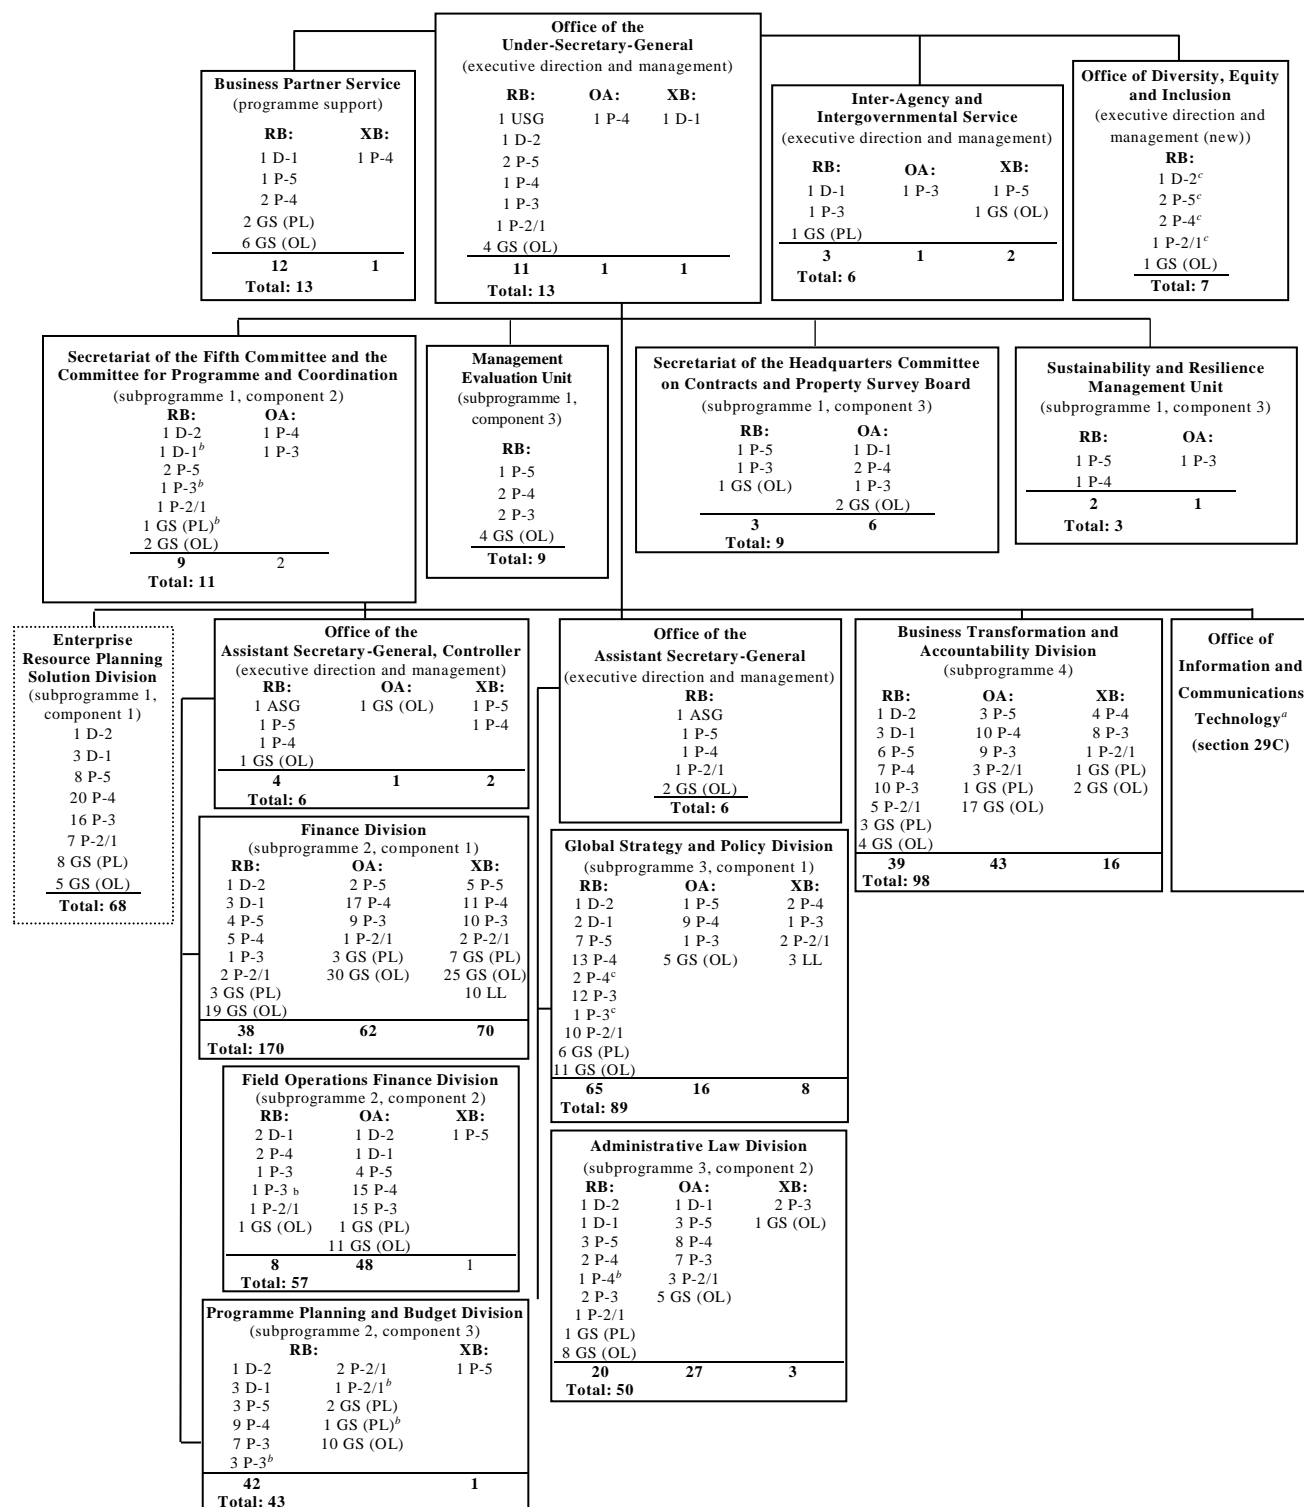 Office of the
Under-Secretary-General
(executive direction and management)
RB: OA: XB:
1 USG 1 P-4 1 D-1
1 D-2
2 P-5
1 P-4
1 P-3
1 P-2/1
4 GS (OL)
11 1 1
Total: 13
Business Partner Service
(programme support)
RB: XB:
1 D-1 1 P-4
1 P-5
2 P-4
2 GS (PL)
6 GS (OL)
12 1
Total: 13
Inter-Agency and
Intergovernmental Service
(executive direction and management)
RB: OA: XB:
1 D-1 1 P-3 1 P-5
1 P-3 1 GS (OL)
1 GS (PL)
3 1 2
Total: 6
Office of Diversity, Equity
and Inclusion
(executive direction and
management (new))
RB:
1 D-2c
2 P-5c
2 P-4c
1 P-2/1c
1 GS (OL)
Total: 7
Secretariat of the Fifth Committee and the
Committee for Programme and Coordination
(subprogramme 1, component 2)
RB: OA:
1 D-2 1 P-4
1 D-1b 1 P-3
2 P-5
1 P-3b
1 P-2/1
1 GS (PL)b
2 GS (OL)
9 2
Total: 11
Management
Evaluation Unit
(subprogramme 1,
component 3)
RB:
1 P-5
2 P-4
2 P-3
4 GS (OL)
Total: 9
Secretariat of the Headquarters Committee
on Contracts and Property Survey Board
(subprogramme 1, component 3)
RB: OA:
1 P-5 1 D-1
1 P-3 2 P-4
1 GS (OL) 1 P-3
2 GS (OL)
3 6
Total: 9
Sustainability and Resilience
Management Unit
(subprogramme 1, component 3)
RB: OA:
1 P-5 1 P-3
1 P-4
2 1
Total: 3
Enterprise
Resource Planning
Solution Division
(subprogramme 1,
component 1)
1 D-2
3 D-1
8 P-5
20 P-4
16 P-3
7 P-2/1
8 GS (PL)
5 GS (OL)
Total: 68
Office of the
Assistant Secretary-General, Controller
(executive direction and management)
RB: OA: XB:
1 ASG 1 GS (OL) 1 P-5
1 P-5 1 P-4
1 P-4
1 GS (OL)
4 1 2
Total: 6
Office of the
Assistant Secretary-General
(executive direction and management)
RB:
1 ASG
1 P-5
1 P-4
1 P-2/1
2 GS (OL)
Total: 6
Business Transformation and
Accountability Division
(subprogramme 4)
RB: OA: XB:
1 D-2 3 P-5 4 P-4
3 D-1 10 P-4 8 P-3
6 P-5 9 P-3 1 P-2/1
7 P-4 3 P-2/1 1 GS (PL)
10 P-3 1 GS (PL) 2 GS (OL)
5 P-2/1 17 GS (OL)
3 GS (PL)
4 GS (OL)
39 43 16
Total: 98
Office of
Information and
Communications
Technologya
(section 29C)
Finance Division
(subprogramme 2, component 1)
RB: OA: XB:
1 D-2 2 P-5 5 P-5
3 D-1 17 P-4 11 P-4
4 P-5 9 P-3 10 P-3
5 P-4 1 P-2/1 2 P-2/1
1 P-3 3 GS (PL) 7 GS (PL)
2 P-2/1 30 GS (OL) 25 GS (OL)
3 GS (PL) 10 LL
19 GS (OL)
38 62 70
Total: 170
Global Strategy and Policy Division
(subprogramme 3, component 1)
RB: OA: XB:
1 D-2 1 P-5 2 P-4
2 D-1 9 P-4 1 P-3
7 P-5 1 P-3 2 P-2/1
13 P-4 5 GS (OL) 3 LL
2 P-4c
12 P-3
1 P-3c
10 P-2/1
6 GS (PL)
11 GS (OL)
65 16 8
Total: 89
Field Operations Finance Division
(subprogramme 2, component 2)
RB: OA: XB:
2 D-1 1 D-2 1 P-5
2 P-4 1 D-1
1 P-3 4 P-5
1 P-3 b 15 P-4
1 P-2/1 15 P-3
1 GS (OL) 1 GS (PL)
11 GS (OL)
8 48 1
Total: 57
Administrative Law Division
(subprogramme 3, component 2)
RB: OA: XB:
1 D-2 1 D-1 2 P-3
1 D-1 3 P-5 1 GS (OL)
3 P-5 8 P-4
2 P-4 7 P-3
1 P-4b 3 P-2/1
2 P-3 5 GS (OL)
1 P-2/1
1 GS (PL)
8 GS (OL)
20 27 3
Total: 50
Programme Planning and Budget Division
(subprogramme 2, component 3)
RB: XB:
1 D-2 2 P-2/1 1 P-5
3 D-1 1 P-2/1b
3 P-5 2 GS (PL)
9 P-4 1 GS (PL)b
7 P-3 10 GS (OL)
3 P-3b
42 1
Total: 43